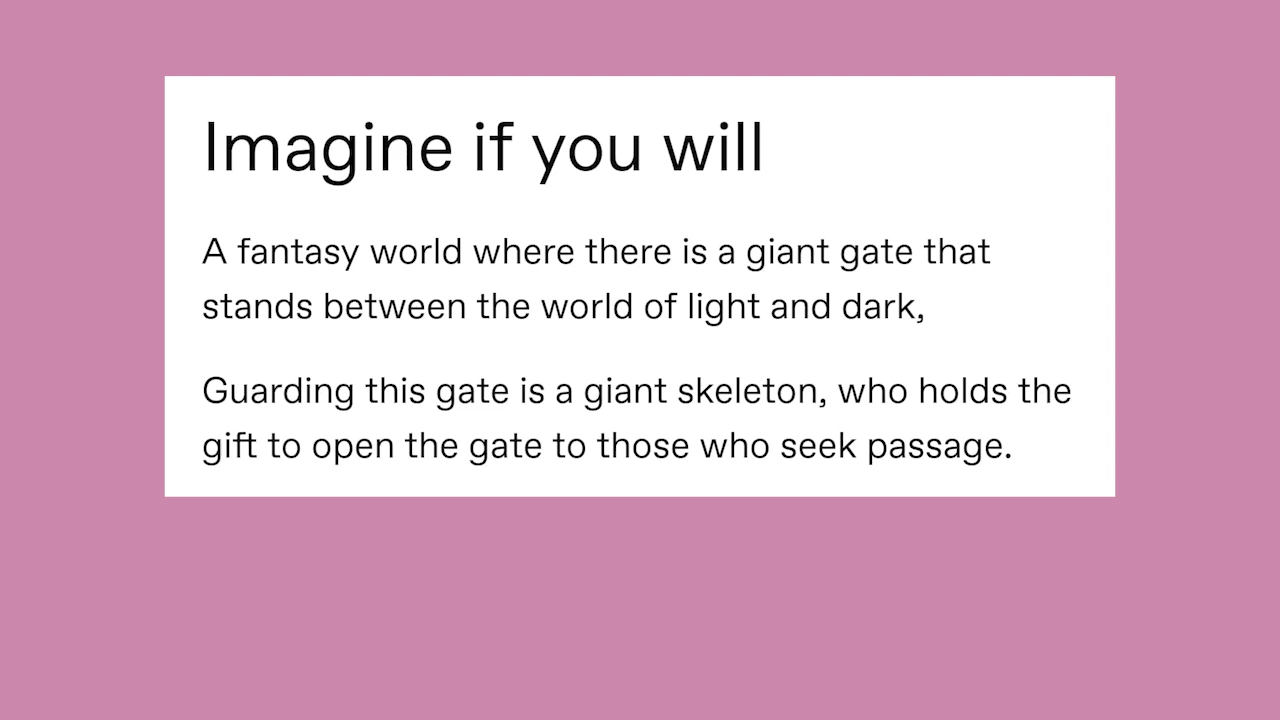 Imagine if you will
A fantasy world where there is a giant gate that
stands between the world of light and dark,
Guarding this gate is a giant skeleton, who holds the
gift to open the gate to those who seek passage.